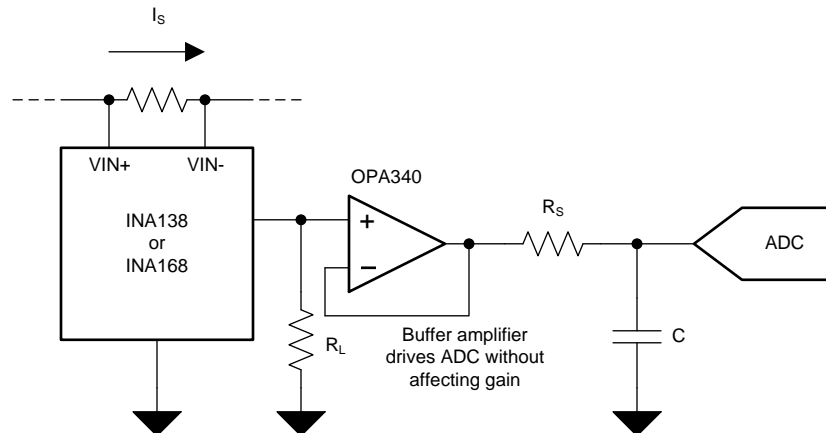 I_S
VIN+
VIN-
OPA340
INA138
or
INA168
+
−
R_S
ADC
R_L
Buffer amplifier
drives ADC without
affecting gain
C